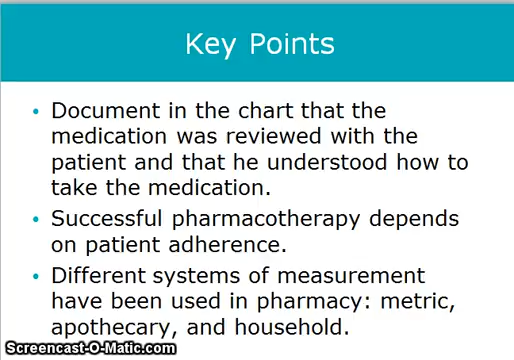 Key Points
• Document in the chart that the
medication was reviewed with the
patient and that he understood how to
take the medication.
• Successful pharmacotherapy depends
on patient adherence.
• Different systems of measurement
have been used in pharmacy: metric,
apothecary, and household.
Screencast-O-Matic.com